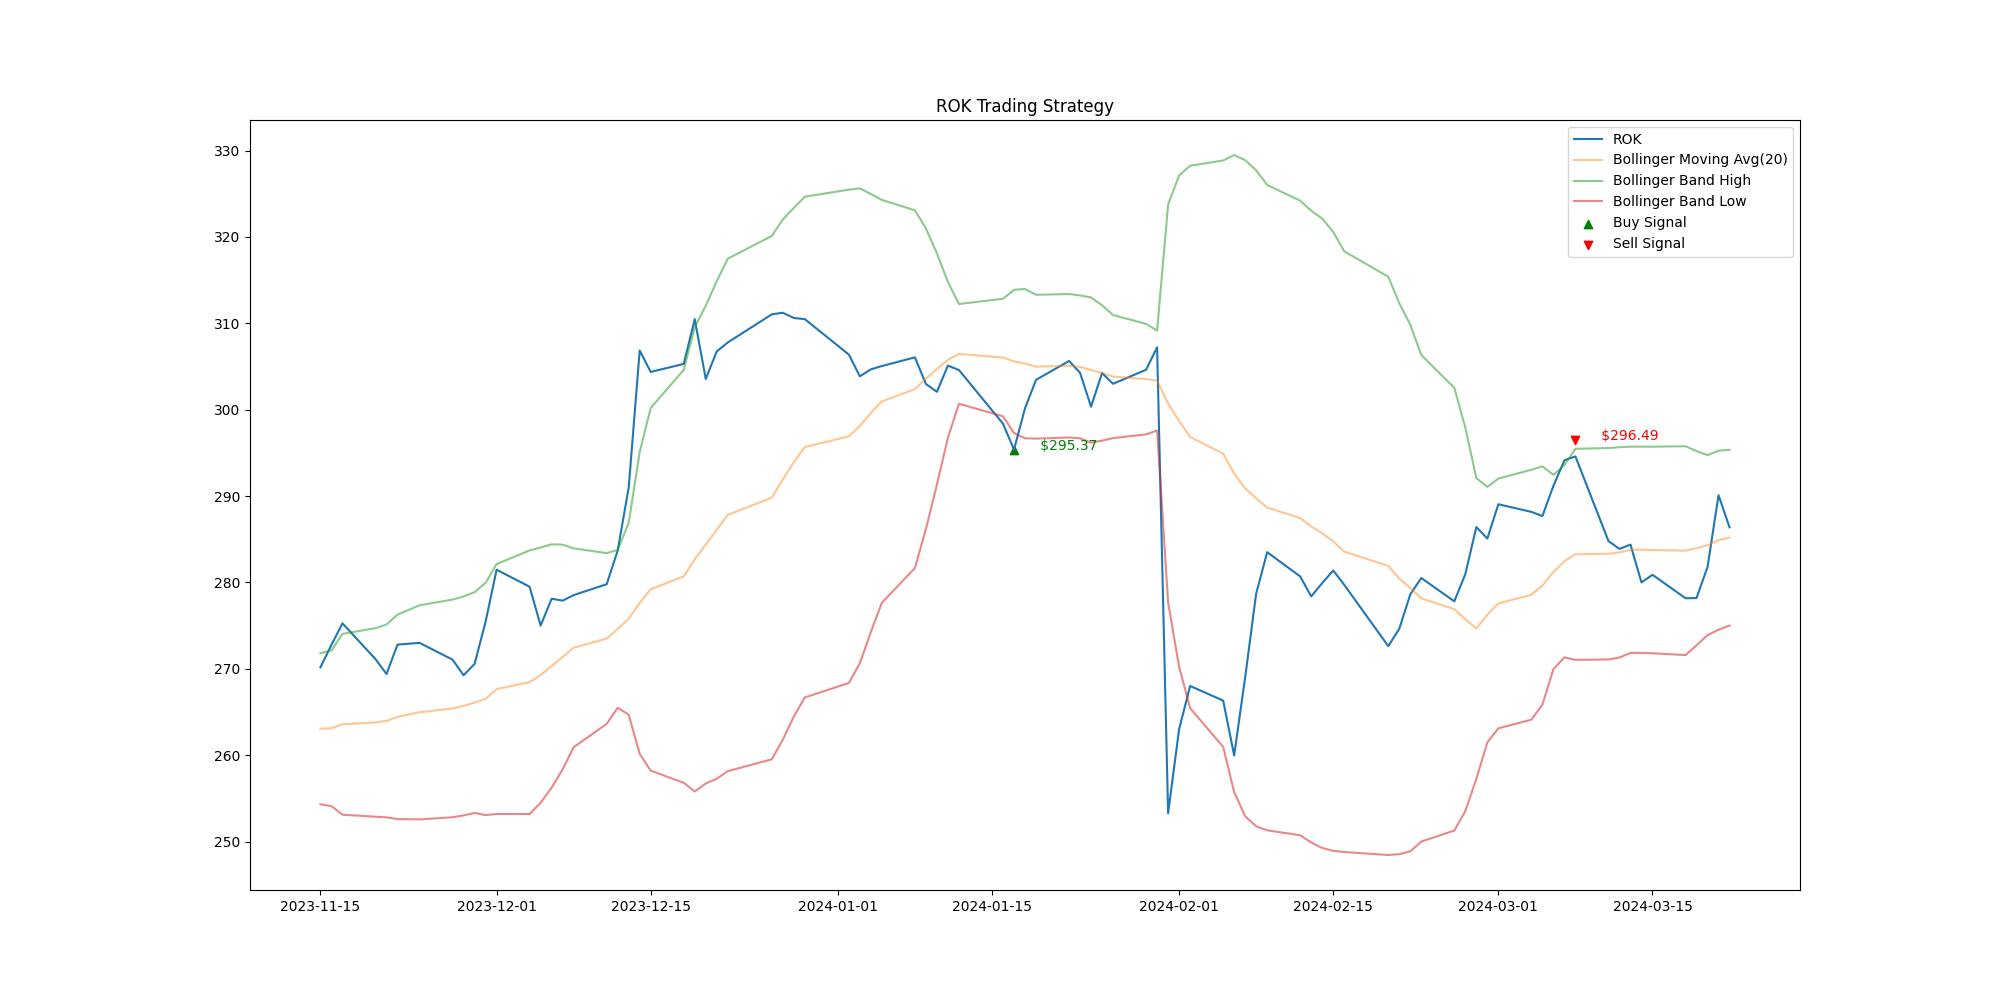 ROK Trading Strategy
330
320
310
300
290
280
270
260
250
ROK
Bollinger Moving Avg(20)
Bollinger Band High
Bollinger Band Low
Buy Signal
Sell Signal
$295.37
$296.49
2023-11-15
2023-12-01
2023-12-15
2024-01-01
2024-01-15
2024-02-01
2024-02-15
2024-03-01
2024-03-15